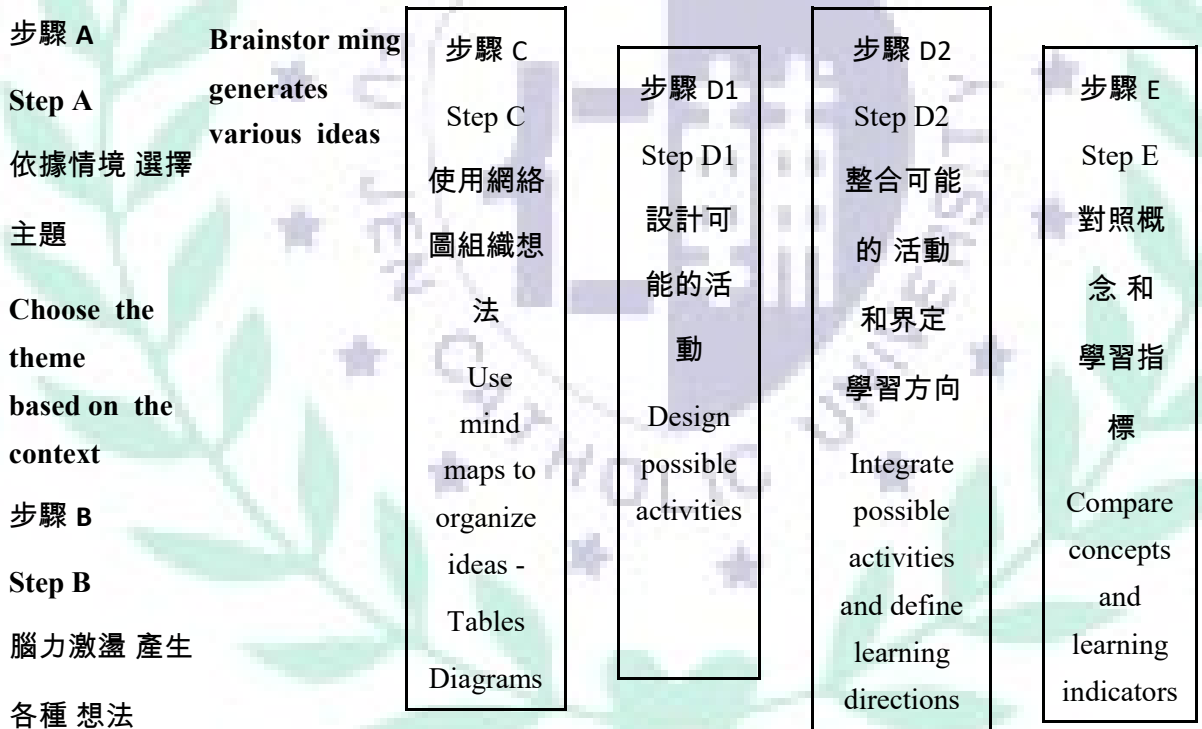 步驟 A
Step A
依據情境 選擇
主題
Choose the
theme
based on the
context
步驟 B
Step B
腦力激盪 產生
各種 想法
Brainstor ming
generates
various ideas
步驟 C
Step C
使用網絡
圖組織想
法
Use
mind
maps to
organize
ideas -
Tables
Diagrams
步驟 D1
Step D1
設計可
能的活
動
Design
possible
activities
步驟 D2
Step D2
整合可能
的 活動
和界定
學習方向
Integrate
possible
activities
and define
learning
directions
步驟 E
Step E
對照概
念 和
學習指
標
Compare
concepts
and
learning
indicators